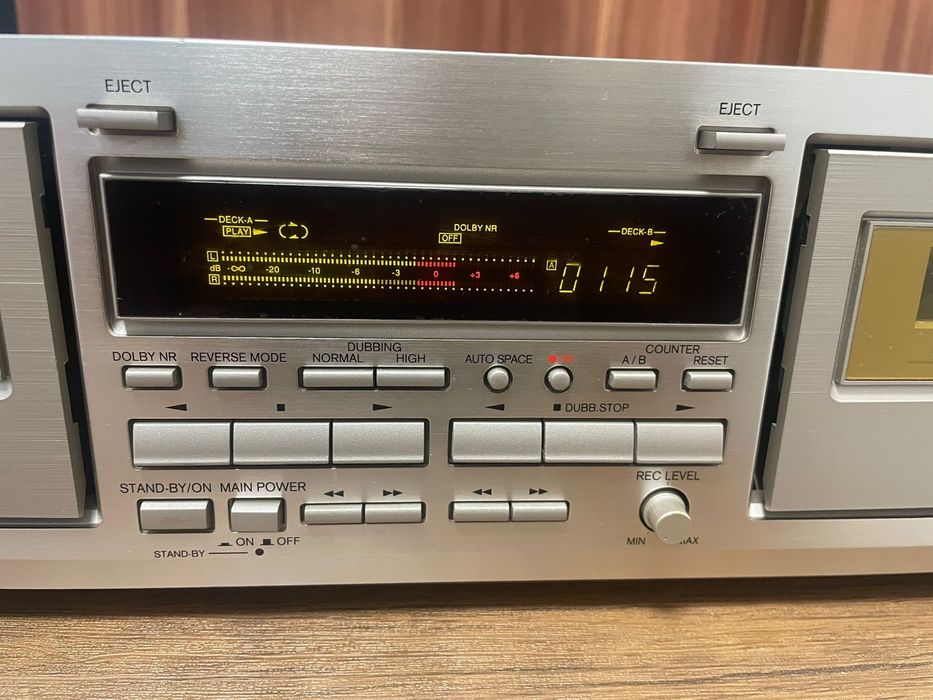 EJECT
EJECT
DECK-A
PLAY
DOLBY NR
OFF
DECK-B
L
dB -∞ -20 -10 -6 -3 0 +3 +6
R
A 0115
DOLBY NR
REVERSE MODE
DUBBING
NORMAL HIGH
AUTO SPACE
COUNTER
A / B RESET
DUBB.STOP
STAND-BY/ON
MAIN POWER
ON OFF
STAND-BY
REC LEVEL
MIN MAX